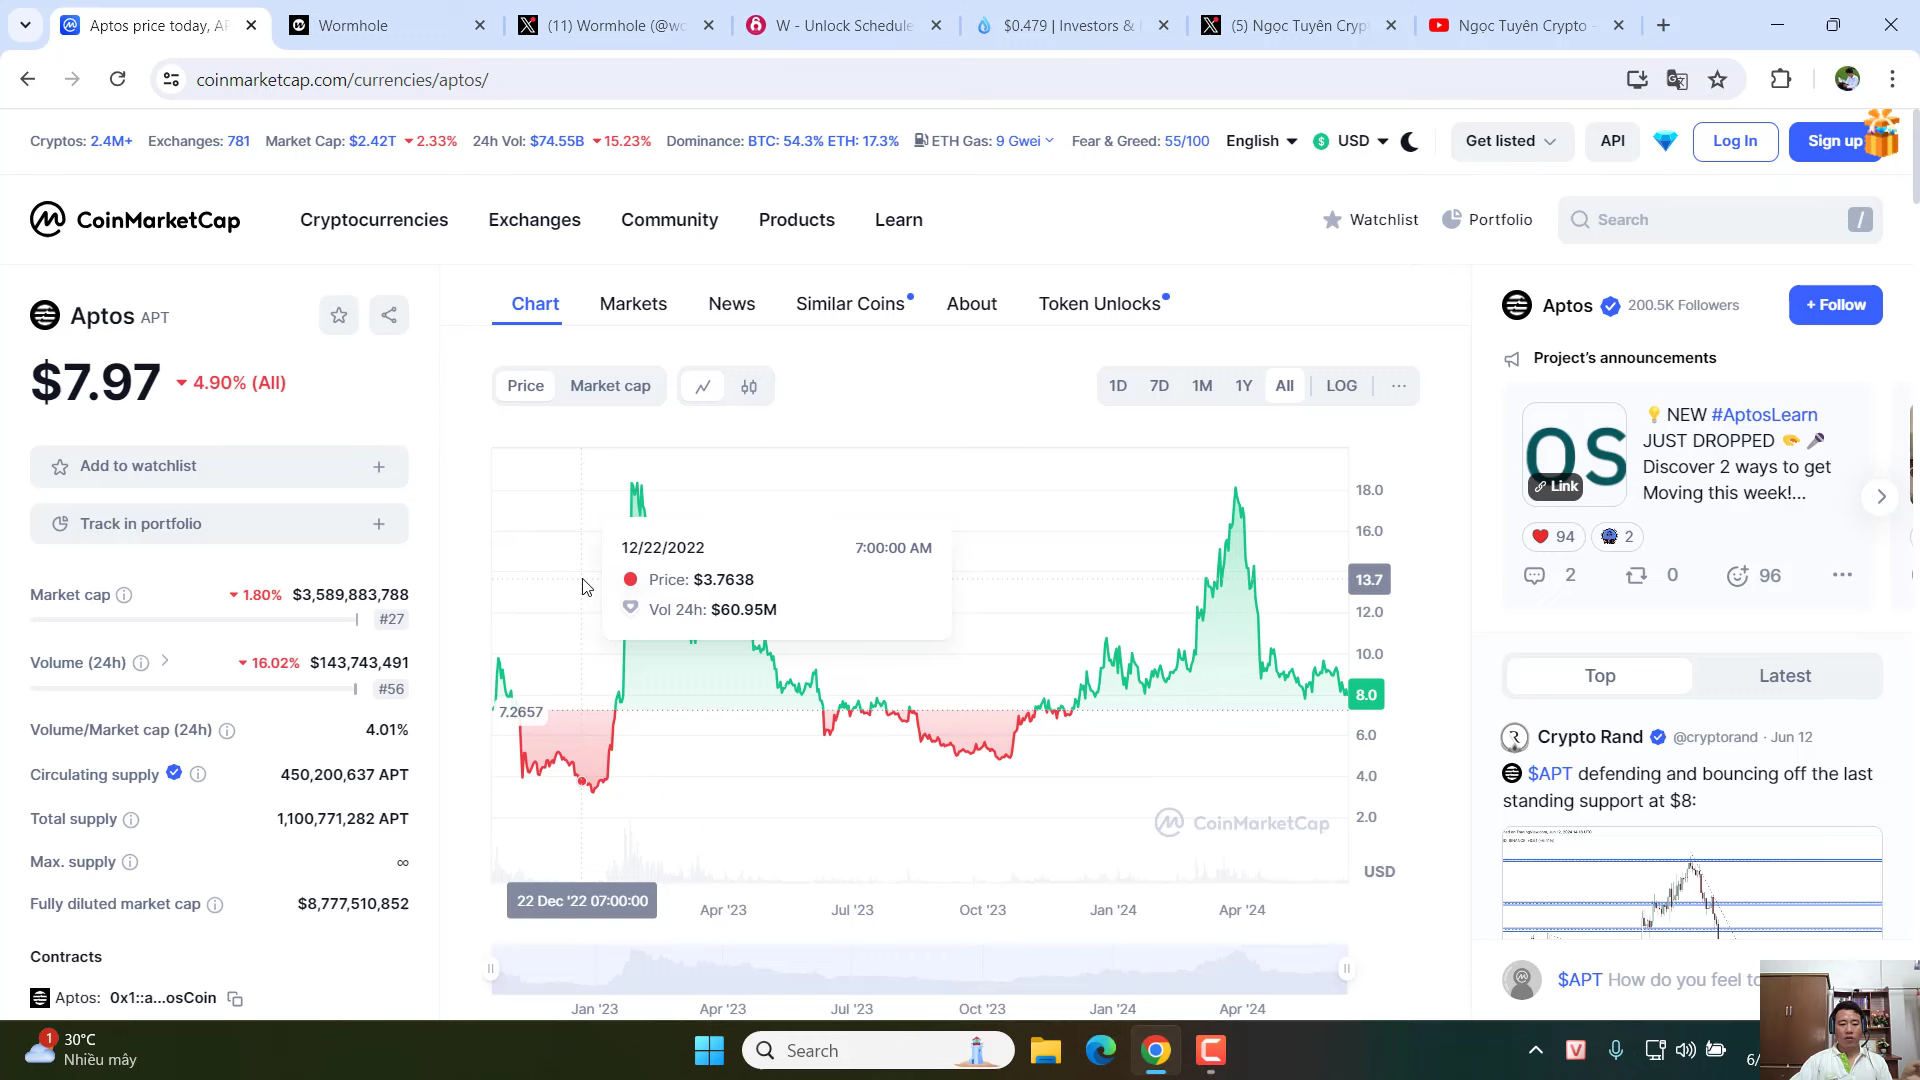 Aptos price today, AP
Wormhole
(11) Wormhole (@wo
W - Unlock Schedule
$0.479 | Investors &
(5) Ngọc Tuyên Crypt
Ngọc Tuyên Crypto -
coinmarketcap.com/currencies/aptos/
Cryptos: 2.4M+ Exchanges: 781 Market Cap: $2.42T 2.33% 24h Vol: $74.55B 15.23% Dominance: BTC: 54.3% ETH: 17.3% ETH Gas: 9 Gwei Fear & Greed: 55/100 English USD Get listed API Log In Sign up
CoinMarketCap Cryptocurrencies Exchanges Community Products Learn Watchlist Portfolio Search /
Aptos APT
$7.97 4.90% (All)
Add to watchlist +
Track in portfolio +
Market cap 1.80% $3,589,883,788
#27
Volume (24h) 16.02% $143,743,491
#56
Volume/Market cap (24h) 4.01%
Circulating supply 450,200,637 APT
Total supply 1,100,771,282 APT
Max. supply ∞
Fully diluted market cap $8,777,510,852
Contracts
Aptos: 0x1::a...osCoin
Chart Markets News Similar Coins About Token Unlocks
Price Market cap 1D 7D 1M 1Y All LOG ...
18.0
16.0
13.7
12.0
10.0
8.0
6.0
4.0
2.0
12/22/2022 7:00:00 AM
Price: $3.7638
Vol 24h: $60.95M
7.2657
CoinMarketCap
USD
22 Dec '22 07:00:00 Apr '23 Jul '23 Oct '23 Jan '24 Apr '24
Jan '23 Apr '23 Jul '23 Oct '23 Jan '24 Apr '24
Aptos 200.5K Followers + Follow
Project's announcements
OS
Link
NEW #AptosLearn
JUST DROPPED
Discover 2 ways to get
Moving this week!...
94 2
2 0 96 ...
Top Latest
Crypto Rand @cryptorand · Jun 12
$APT defending and bouncing off the last
standing support at $8:
$APT How do you feel to
1
30°C
Nhiều mây
Search
V
6/